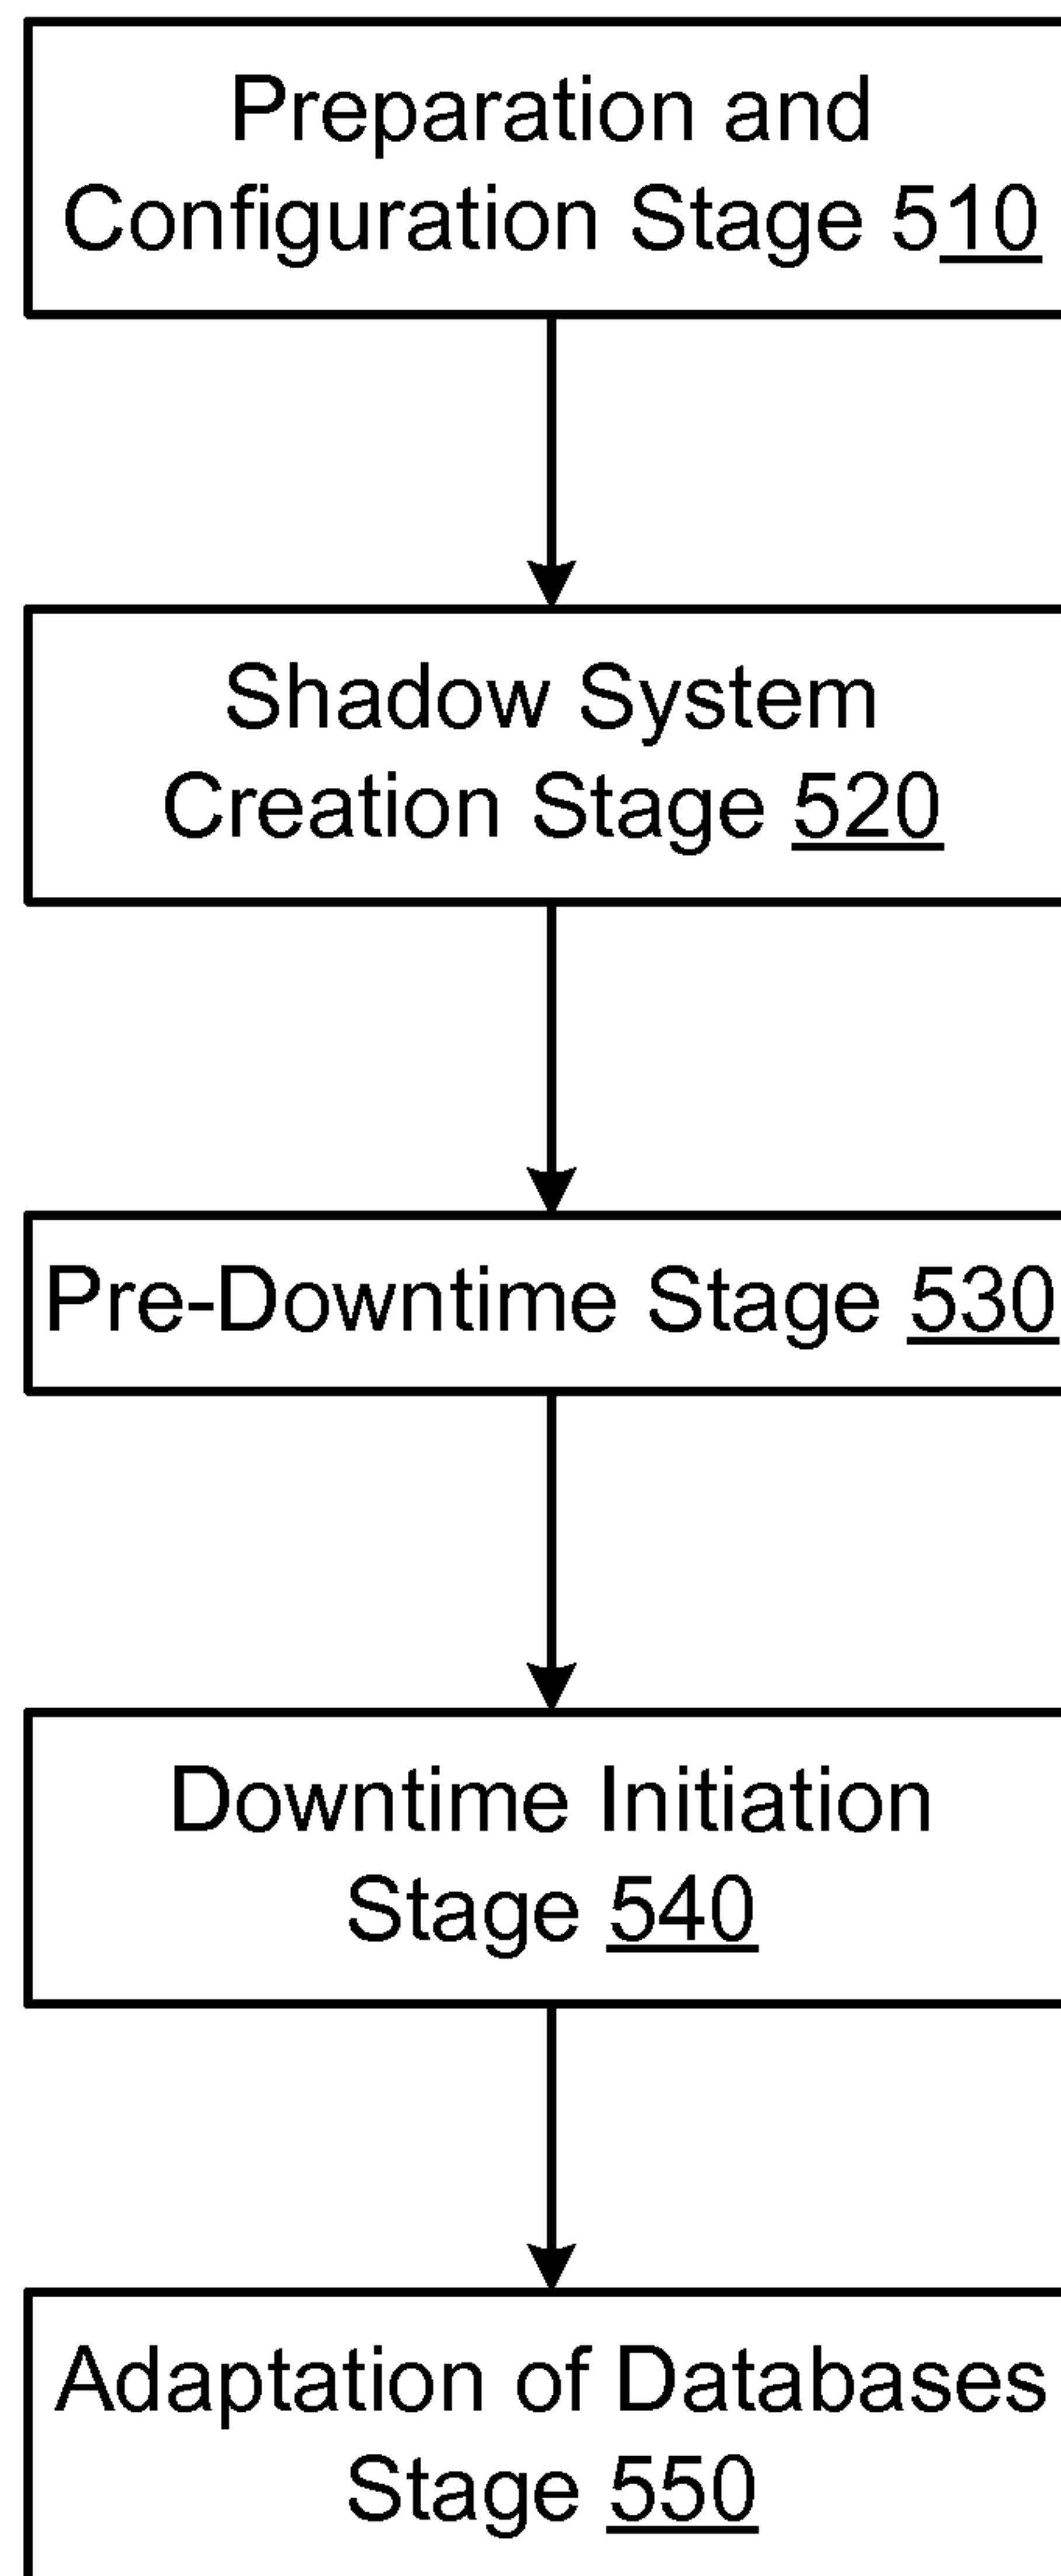 Preparation and
Configuration Stage 510
Shadow System
Creation Stage 520
Pre-Downtime Stage 530
Downtime Initiation
Stage 540
Adaptation of Databases
Stage 550